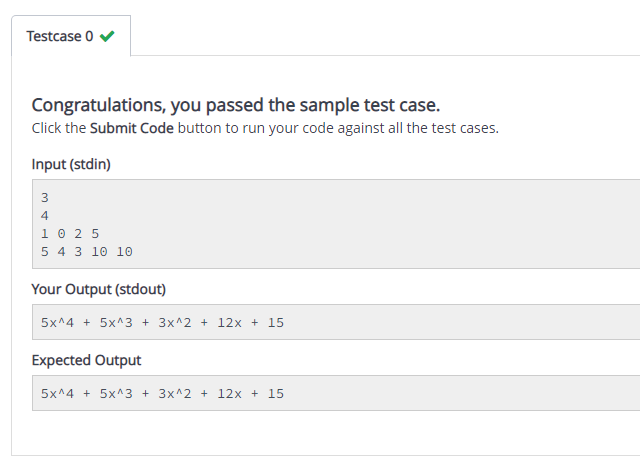 Testcase 0
Congratulations, you passed the sample test case.
Click the Submit Code button to run your code against all the test cases.
Input (stdin)
3
4
1 0 2 5
5 4 3 10 10
Your Output (stdout)
5x^4 + 5x^3 + 3x^2 + 12x + 15
Expected Output
5x^4 + 5x^3 + 3x^2 + 12x + 15